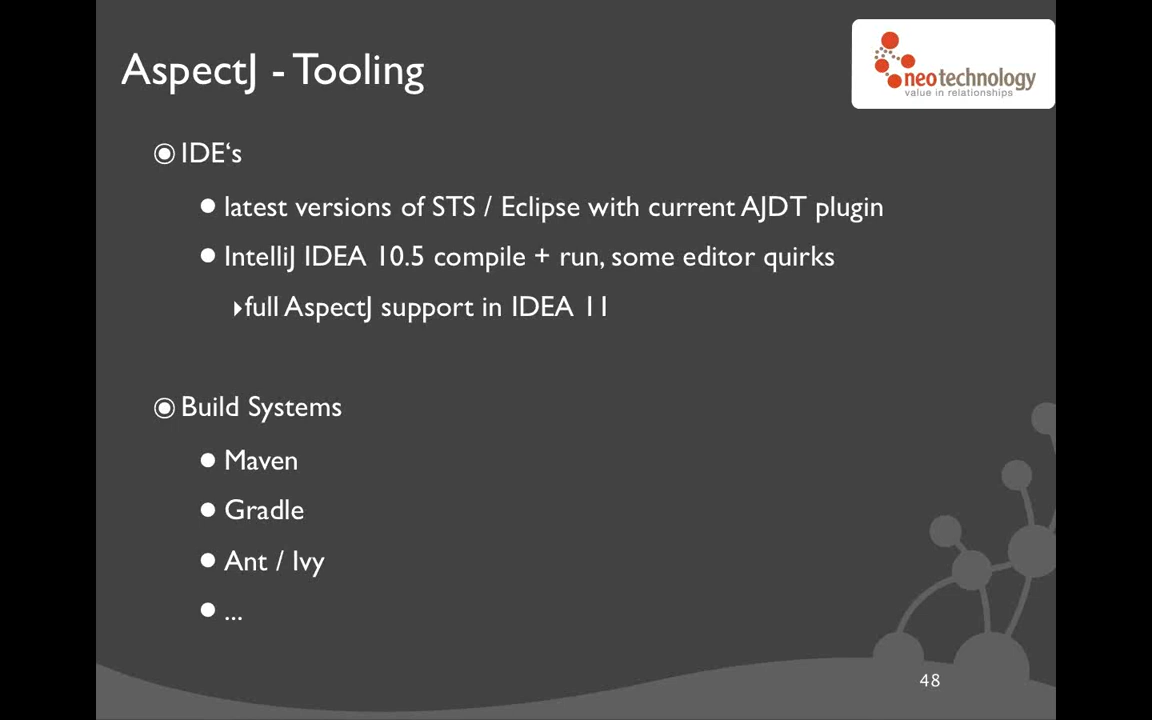 AspectJ - Tooling
neotechnology
value in relationships
IDE‘s
latest versions of STS / Eclipse with current AJDT plugin
IntelliJ IDEA 10.5 compile + run, some editor quirks
full AspectJ support in IDEA 11
Build Systems
Maven
Gradle
Ant / Ivy
...
48